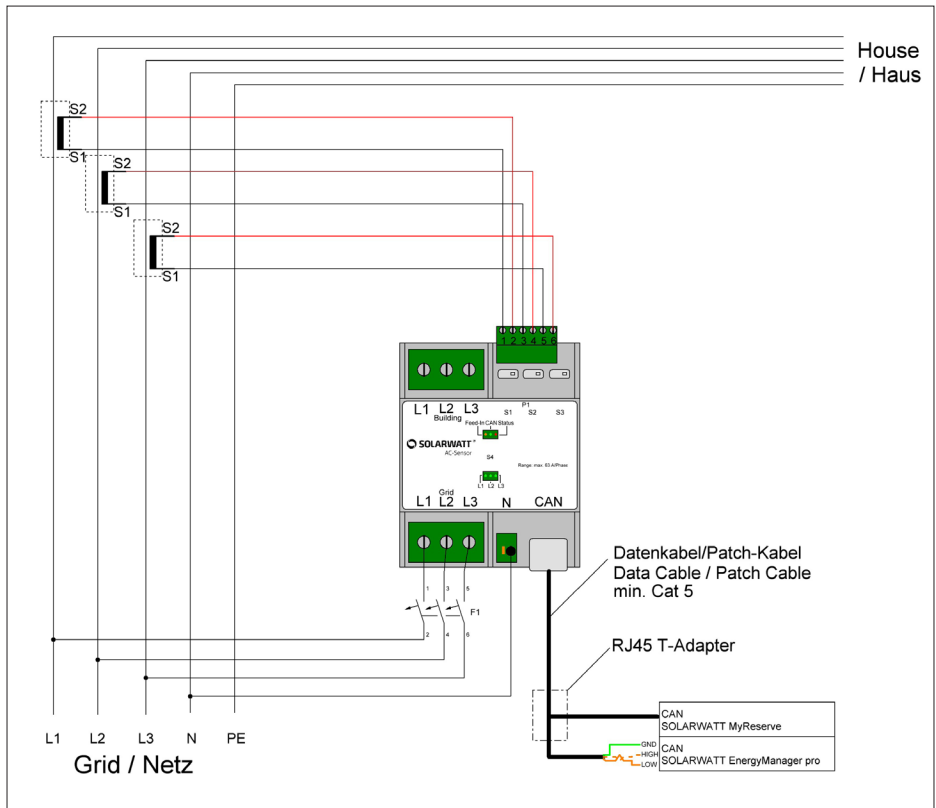 House
/ Haus
S2
S1
S2
S1
S2
S1
1 2 3 4 5 6
P1
L1 L2 L3 S1 S2 S3
Building
Feed-In CAN Status
SOLARWATT®
AC-Sensor
S4
Range: max. 63 A/Phase
L1 L2 L3
Grid
L1 L2 L3 N CAN
1 3 5
F1
2 4 6
Datenkabel/Patch-Kabel
Data Cable / Patch Cable
min. Cat 5
RJ45 T-Adapter
CAN
SOLARWATT MyReserve
GND
HIGH
LOW
CAN
SOLARWATT EnergyManager pro
L1 L2 L3 N PE
Grid / Netz